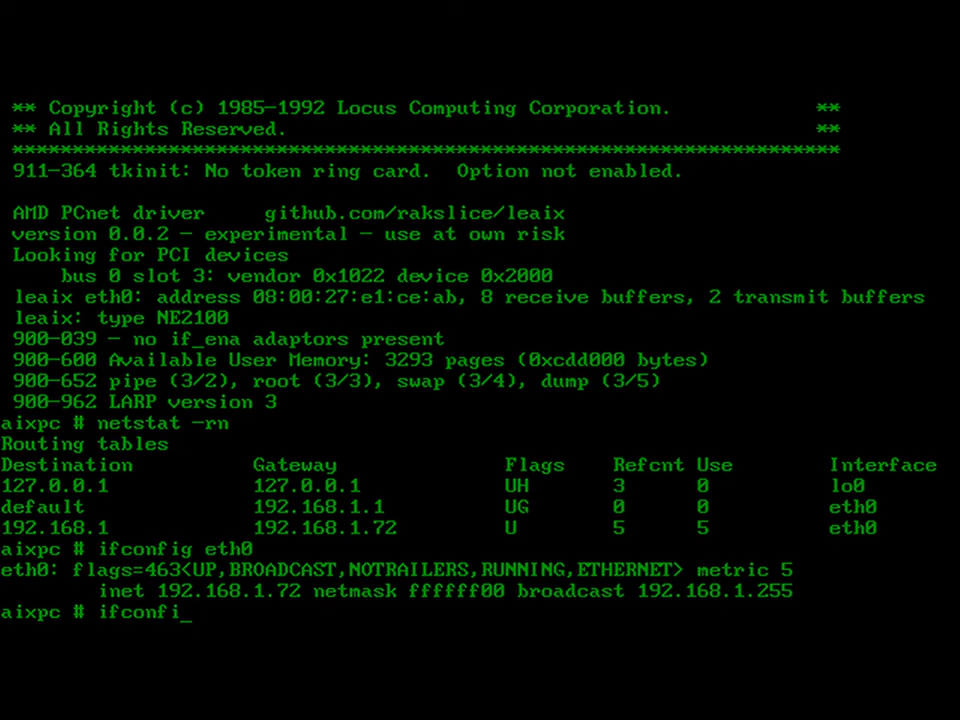 ** Copyright (c) 1985-1992 Locus Computing Corporation. **
** All Rights Reserved. **
*********************************************************************
911-364 tkinit: No token ring card. Option not enabled.
AMD PCnet driver github.com/rakslice/leaix
version 0.0.2 - experimental - use at own risk
Looking for PCI devices
bus 0 slot 3: vendor 0x1022 device 0x2000
leaix eth0: address 08:00:27:e1:ce:ab, 8 receive buffers, 2 transmit buffers
leaix: type NE2100
900-039 - no if_ena adaptors present
900-600 Available User Memory: 3293 pages (0xcdd000 bytes)
900-652 pipe (3/2), root (3/3), swap (3/4), dump (3/5)
900-962 LARP version 3
aixpc # netstat -rn
Routing tables
Destination Gateway Flags Refcnt Use Interface
127.0.0.1 127.0.0.1 UH 3 0 lo0
default 192.168.1.1 UG 0 0 eth0
192.168.1 192.168.1.72 U 5 5 eth0
aixpc # ifconfig eth0
eth0: flags=463<UP,BROADCAST,NOTRAILERS,RUNNING,ETHERNET> metric 5
inet 192.168.1.72 netmask ffffff00 broadcast 192.168.1.255
aixpc # ifconfi_